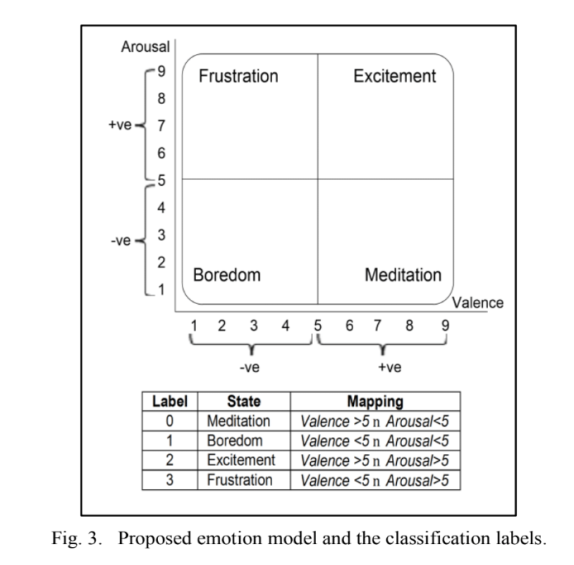 Arousal
9
Frustration Excitement
8
+ve 7
6
5
4
-ve 3
2
Boredom Meditation
1
Valence
1 2 3 4 5 6 7 8 9
-ve +ve
Label State Mapping
0 Meditation Valence >5 n Arousal<5
1 Boredom Valence <5 n Arousal<5
2 Excitement Valence >5 n Arousal>5
3 Frustration Valence <5 n Arousal>5
Fig. 3. Proposed emotion model and the classification labels.